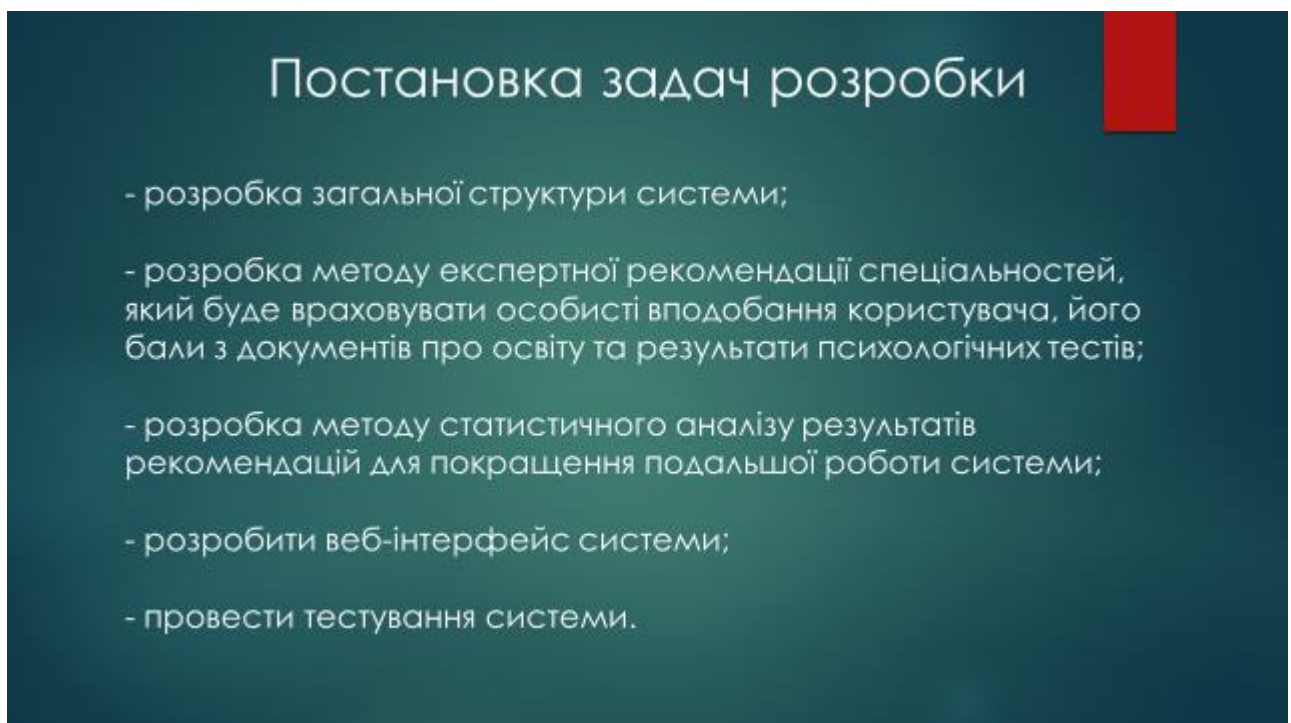 Постановка задач розробки
- розробка загальної структури системи;
- розробка методу експертної рекомендації спеціальностей,
який буде враховувати особисті вподобання користувача, його
бали з документів про освіту та результати психологічних тестів;
- розробка методу статистичного аналізу результатів
рекомендацій для покращення подальшої роботи системи;
- розробити веб-інтерфейс системи;
- провести тестування системи.